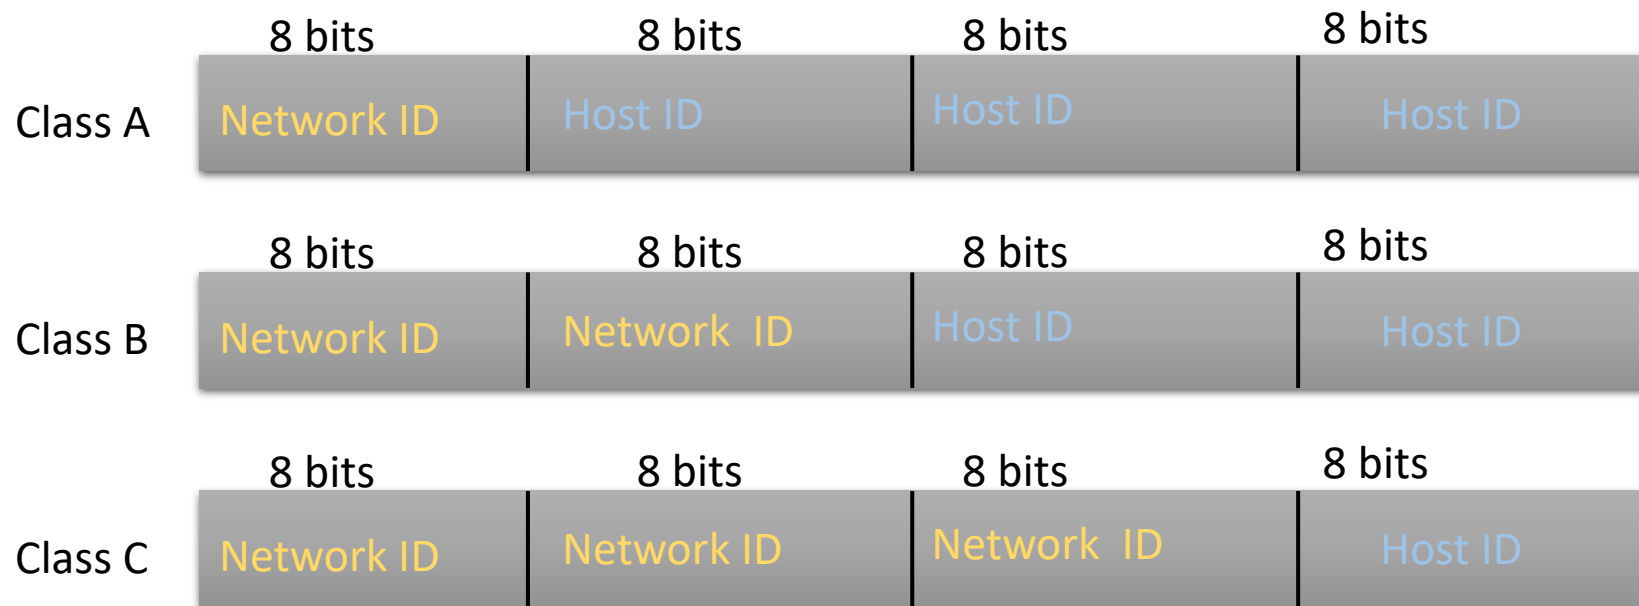 8 bits 8 bits 8 bits 8 bits
Class A Network ID Host ID Host ID Host ID
8 bits 8 bits 8 bits 8 bits
Class B Network ID Network ID Host ID Host ID
8 bits 8 bits 8 bits 8 bits
Class C Network ID Network ID Network ID Host ID